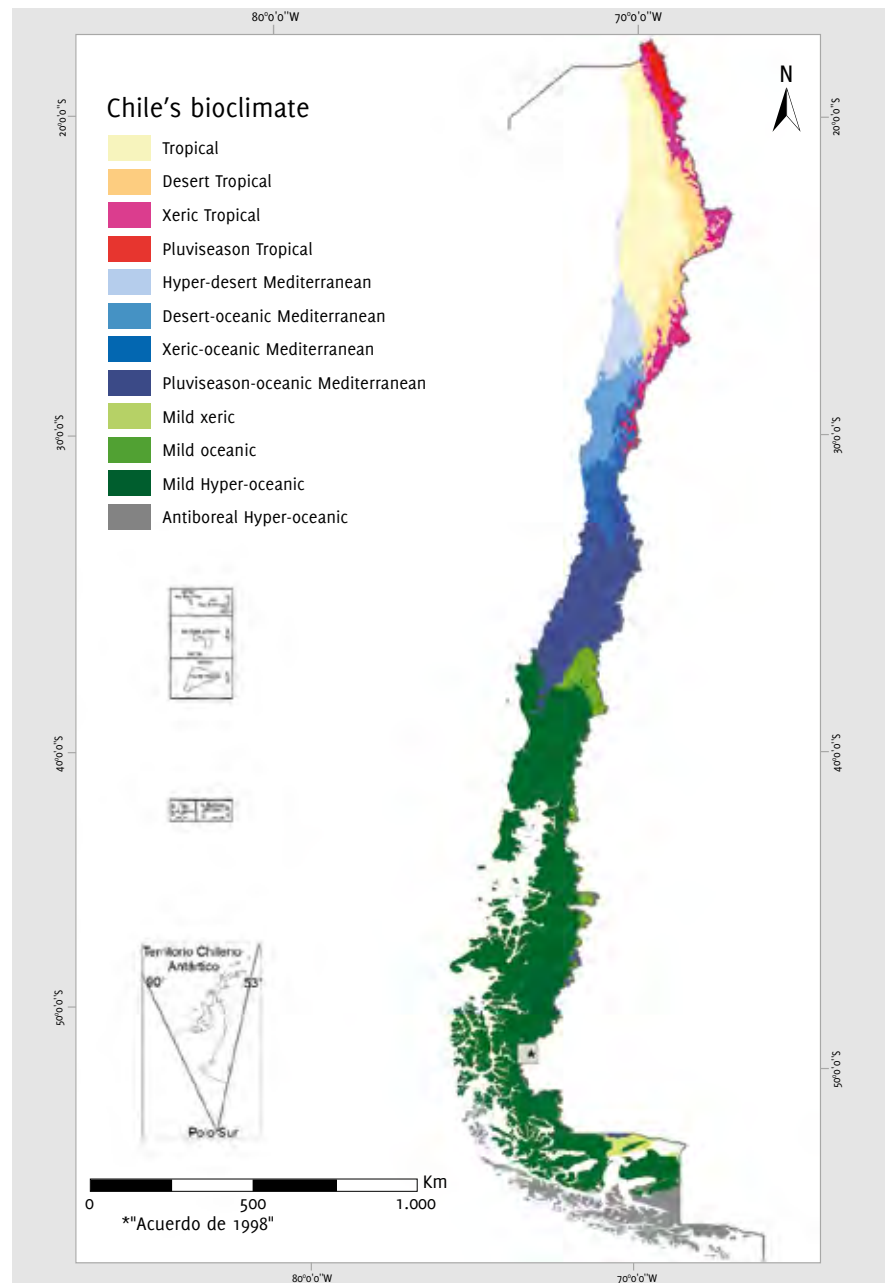 80°0'0"W
70°0'0"W
N
20°0'0"S
20°0'0"S
Chile's bioclimate
Tropical
Desert Tropical
Xeric Tropical
Pluviseason Tropical
Hyper-desert Mediterranean
Desert-oceanic Mediterranean
Xeric-oceanic Mediterranean
Pluviseason-oceanic Mediterranean
Mild xeric
Mild oceanic
Mild Hyper-oceanic
Antiboreal Hyper-oceanic
30°0'0"S
30°0'0"S
40°0'0"S
40°0'0"S
Territorio Chileno
Antártico
90°
53°
Polo Sur
50°0'0"S
50°0'0"S
Km
0
500
1.000
*"Acuerdo de 1998"
80°0'0"W
70°0'0"W